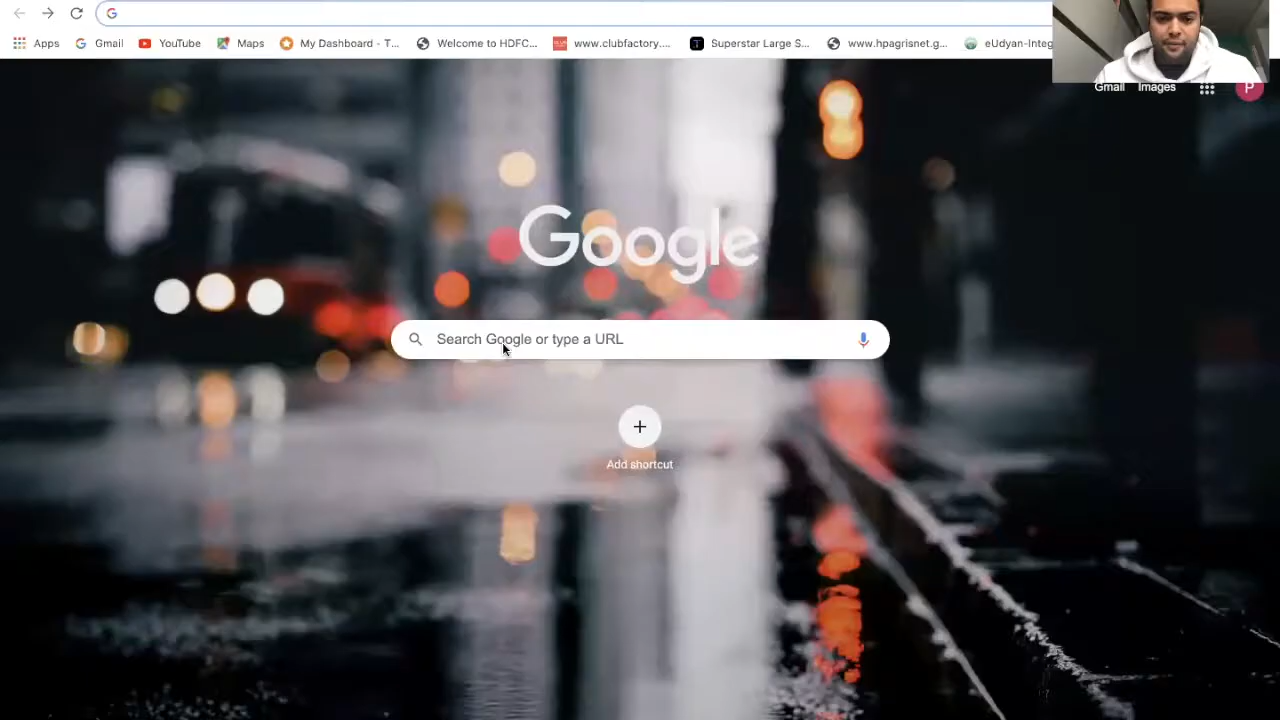 Apps Gmail YouTube Maps My Dashboard - T... Welcome to HDFC... www.clubfactory.... Superstar Large S... www.hpagrisnet.g... eUdyan-Integ
Gmail Images P
Google
Search Google or type a URL
+
Add shortcut